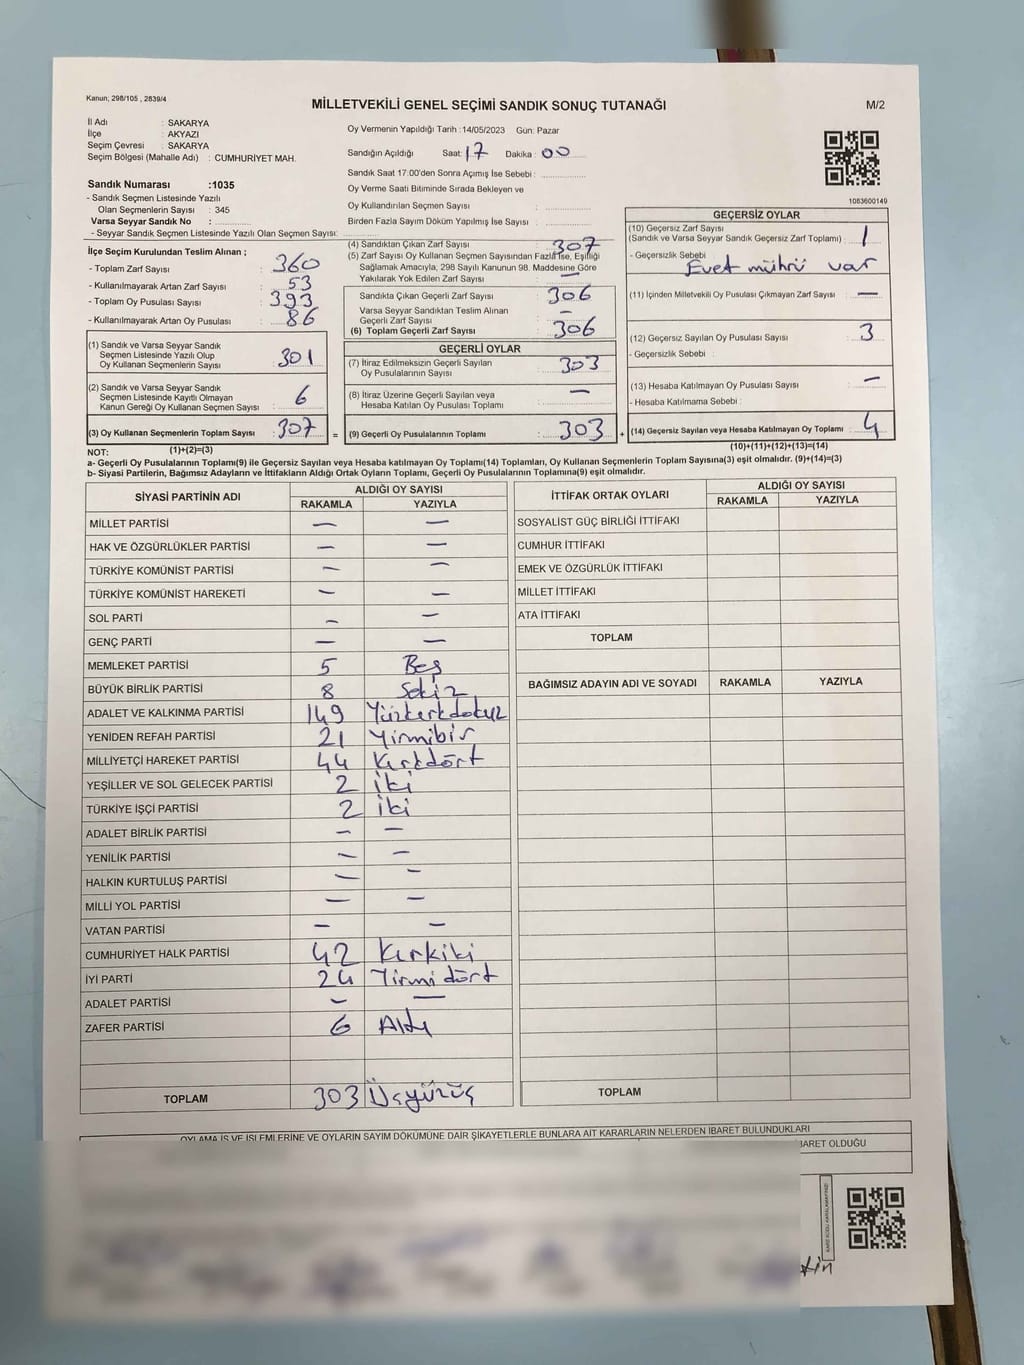 Kanun; 298/105 , 2839/4
MİLLETVEKİLİ GENEL SEÇİMİ SANDIK SONUÇ TUTANAĞI
M/2
İl Adı : SAKARYA
İlçe : AKYAZI
Seçim Çevresi : SAKARYA
Seçim Bölgesi (Mahalle Adı) : CUMHURİYET MAH.
Sandık Numarası :1035
- Sandık Seçmen Listesinde Yazılı
Olan Seçmenlerin Sayısı : 345
Varsa Seyyar Sandık No :
- Seyyar Sandık Seçmen Listesinde Yazılı Olan Seçmen Sayısı:
Oy Vermenin Yapıldığı Tarih :14/05/2023 Gün: Pazar
Sandığın Açıldığı Saat: 17 Dakika : 00
Sandık Saat 17:00'den Sonra Açımış İse Sebebi :
Oy Verme Saati Bitiminde Sırada Bekleyen ve
Oy Kullandırılan Seçmen Sayısı :
Birden Fazla Sayım Döküm Yapılmış İse Sayısı :
1083600149
İlçe Seçim Kurulundan Teslim Alınan ;
- Toplam Zarf Sayısı : 360
- Kullanılmayarak Artan Zarf Sayısı : 53
- Toplam Oy Pusulası Sayısı : 393
- Kullanılmayarak Artan Oy Pusulası : 86
(1) Sandık ve Varsa Seyyar Sandık
Seçmen Listesinde Yazılı Olup
Oy Kullanan Seçmenlerin Sayısı : 301
(2) Sandık ve Varsa Seyyar Sandık
Seçmen Listesinde Kayıtlı Olmayan
Kanun Gereği Oy Kullanan Seçmen Sayısı : 6
(3) Oy Kullanan Seçmenlerin Toplam Sayısı : 307 =
(4) Sandıktan Çıkan Zarf Sayısı : 307
(5) Zarf Sayısı Oy Kullanan Seçmen Sayısından Fazla İse, Eşitliği
Sağlamak Amacıyla, 298 Sayılı Kanunun 98. Maddesine Göre
Yakılarak Yok Edilen Zarf Sayısı : —
Sandıkta Çıkan Geçerli Zarf Sayısı : 306
Varsa Seyyar Sandıktan Teslim Alınan
Geçerli Zarf Sayısı : —
(6) Toplam Geçerli Zarf Sayısı : 306
GEÇERLİ OYLAR
(7) İtiraz Edilmeksizin Geçerli Sayılan
Oy Pusulalarının Sayısı : 303
(8) İtiraz Üzerine Geçerli Sayılan veya
Hesaba Katılan Oy Pusulası Toplamı : —
(9) Geçerli Oy Pusulalarının Toplamı : 303 +
GEÇERSİZ OYLAR
(10) Geçersiz Zarf Sayısı
(Sandık ve Varsa Seyyar Sandık Geçersiz Zarf Toplamı) : 1
- Geçersizlik Sebebi :
Evet mührü var
(11) İçinden Milletvekili Oy Pusulası Çıkmayan Zarf Sayısı : —
(12) Geçersiz Sayılan Oy Pusulası Sayısı : 3
- Geçersizlik Sebebi :
(13) Hesaba Katılmayan Oy Pusulası Sayısı : —
- Hesaba Katılmama Sebebi :
(14) Geçersiz Sayılan veya Hesaba Katılmayan Oy Toplamı : 4
NOT: (1)+(2)=(3) (10)+(11)+(12)+(13)=(14)
a- Geçerli Oy Pusulalarının Toplamı(9) ile Geçersiz Sayılan veya Hesaba katılmayan Oy Toplamı(14) Toplamları, Oy Kullanan Seçmenlerin Toplam Sayısına(3) eşit olmalıdır. (9)+(14)=(3)
b- Siyasi Partilerin, Bağımsız Adayların ve İttifakların Aldığı Ortak Oyların Toplamı, Geçerli Oy Pusulalarının Toplamına(9) eşit olmalıdır.
SİYASİ PARTİNİN ADI ALDIĞI OY SAYISI
RAKAMLA YAZIYLA
MİLLET PARTİSİ — —
HAK VE ÖZGÜRLÜKLER PARTİSİ — —
TÜRKİYE KOMÜNİST PARTİSİ — —
TÜRKİYE KOMÜNİST HAREKETİ — —
SOL PARTİ — —
GENÇ PARTİ — —
MEMLEKET PARTİSİ 5 Beş
BÜYÜK BİRLİK PARTİSİ 8 Sekiz
ADALET VE KALKINMA PARTİSİ 149 Yüzkırkdokuz
YENİDEN REFAH PARTİSİ 21 Yirmibir
MİLLİYETÇİ HAREKET PARTİSİ 44 Kırkdört
YEŞİLLER VE SOL GELECEK PARTİSİ 2 İki
TÜRKİYE İŞÇİ PARTİSİ 2 İki
ADALET BİRLİK PARTİSİ — —
YENİLİK PARTİSİ — —
HALKIN KURTULUŞ PARTİSİ — —
MİLLİ YOL PARTİSİ — —
VATAN PARTİSİ — —
CUMHURİYET HALK PARTİSİ 42 Kırkiki
İYİ PARTİ 24 Yirmi dört
ADALET PARTİSİ — —
ZAFER PARTİSİ 6 Altı
TOPLAM 303 Üçyüzüç
İTTİFAK ORTAK OYLARI ALDIĞI OY SAYISI
RAKAMLA YAZIYLA
SOSYALİST GÜÇ BİRLİĞİ İTTİFAKI
CUMHUR İTTİFAKI
EMEK VE ÖZGÜRLÜK İTTİFAKI
MİLLET İTTİFAKI
ATA İTTİFAKI
TOPLAM
BAĞIMSIZ ADAYIN ADI VE SOYADI RAKAMLA YAZIYLA
TOPLAM
OYLAMA İŞ VE İŞLEMLERİNE VE OYLARIN SAYIM DÖKÜMÜNE DAİR ŞİKAYETLERLE BUNLARA AİT KARARLARIN NELERDEN İBARET BULUNDUKLARI
İBARET OLDUĞU